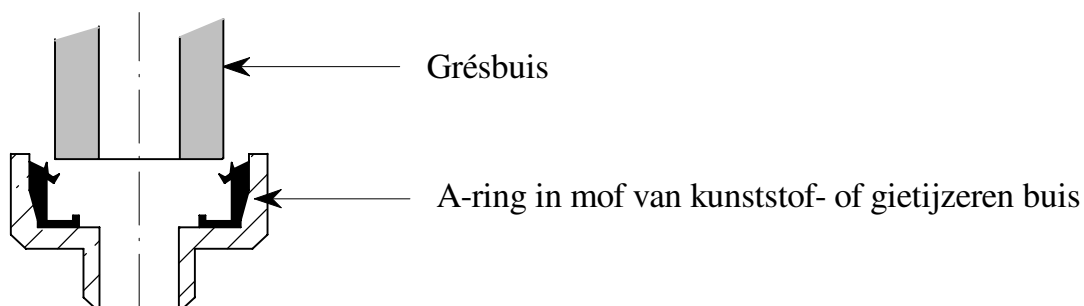 Grésbuis
A-ring in mof van kunststof- of gietijzeren buis